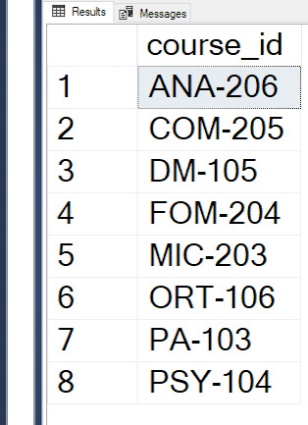 Results Messages
course_id
1 ANA-206
2 COM-205
3 DM-105
4 FOM-204
5 MIC-203
6 ORT-106
7 PA-103
8 PSY-104